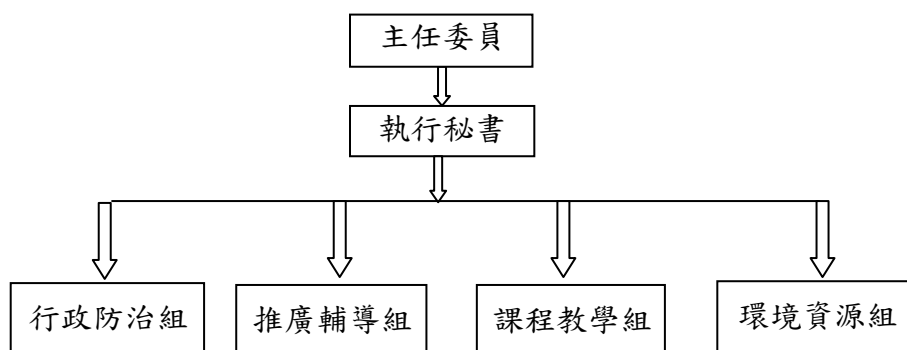 主任委員
執行秘書
行政防治組
推廣輔導組
課程教學組
環境資源組